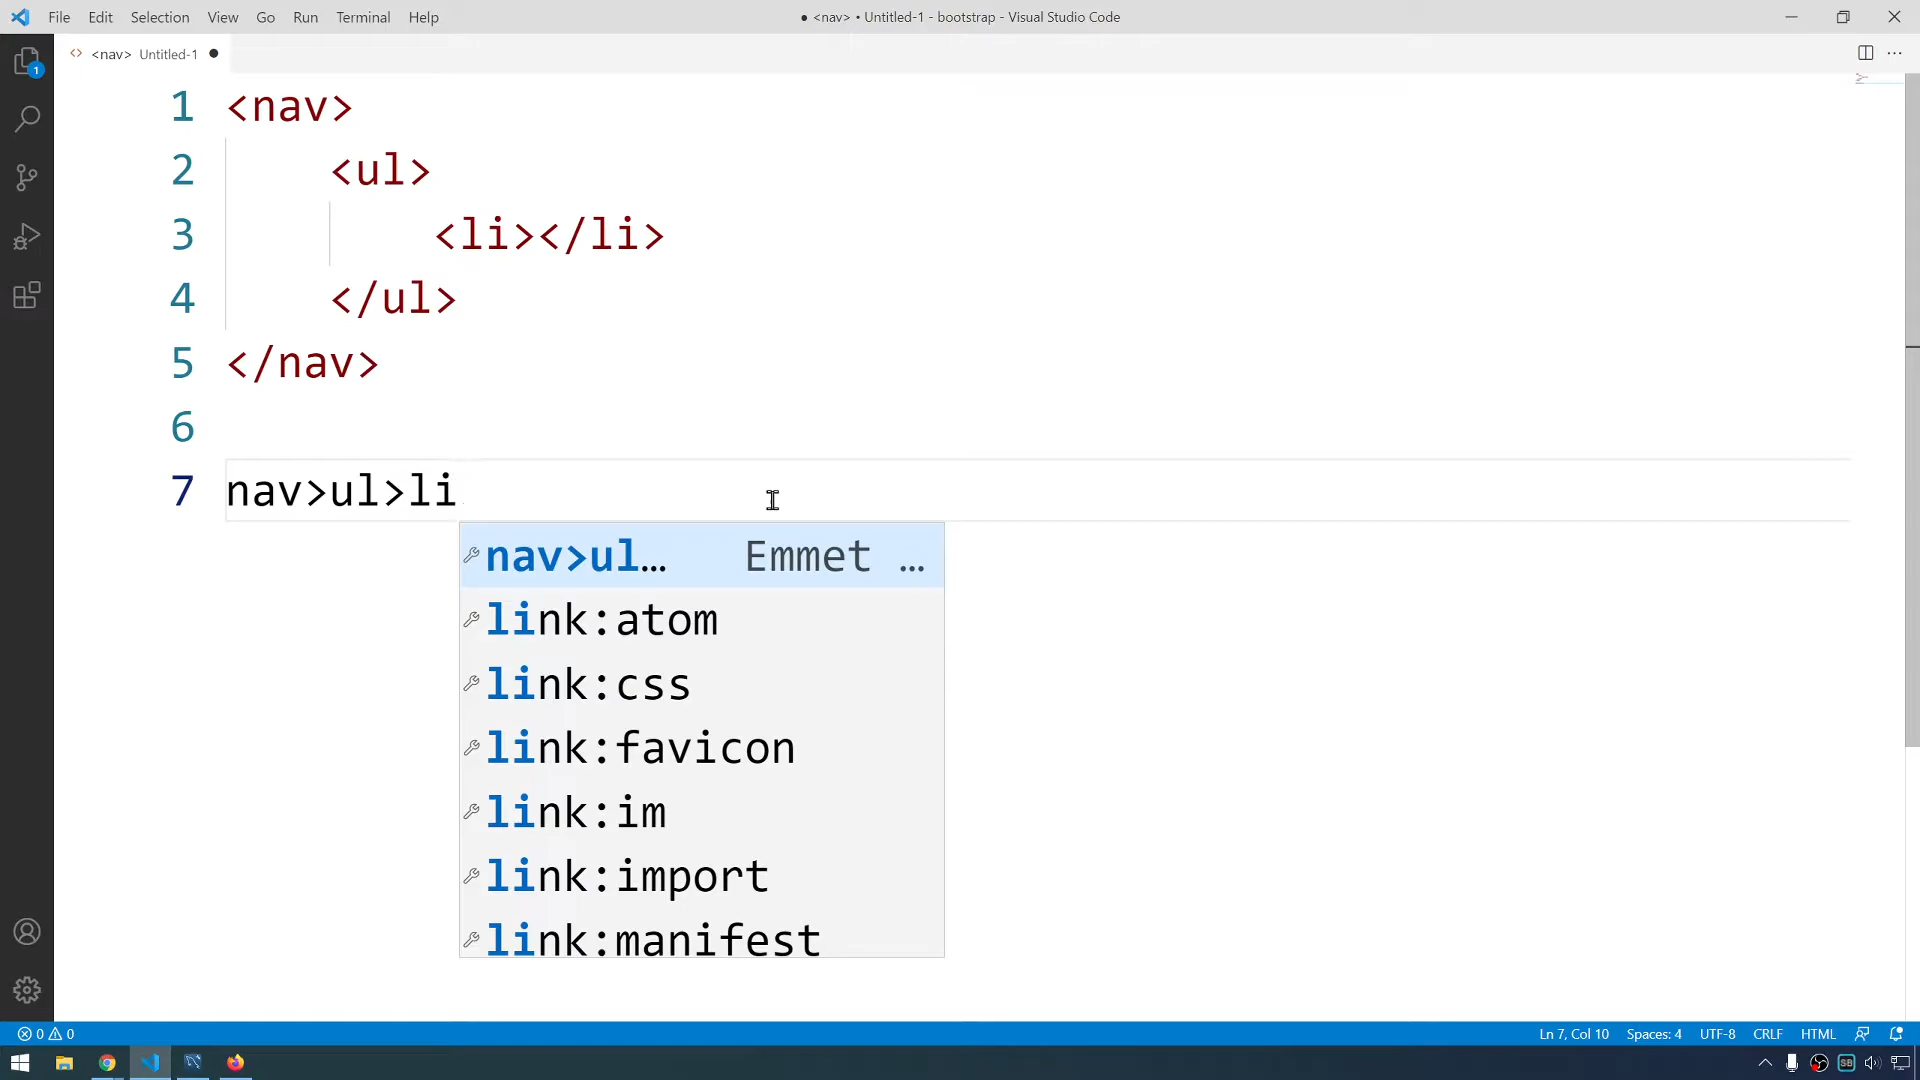 File Edit Selection View Go Run Terminal Help
● <nav> • Untitled-1 - bootstrap - Visual Studio Code
<> <nav> Untitled-1 ●
1
1 <nav>
2 <ul>
3 <li></li>
4 </ul>
5 </nav>
6
7 nav>ul>li
nav>ul… Emmet …
link:atom
link:css
link:favicon
link:im
link:import
link:manifest
0 0
Ln 7, Col 10 Spaces: 4 UTF-8 CRLF HTML
SB